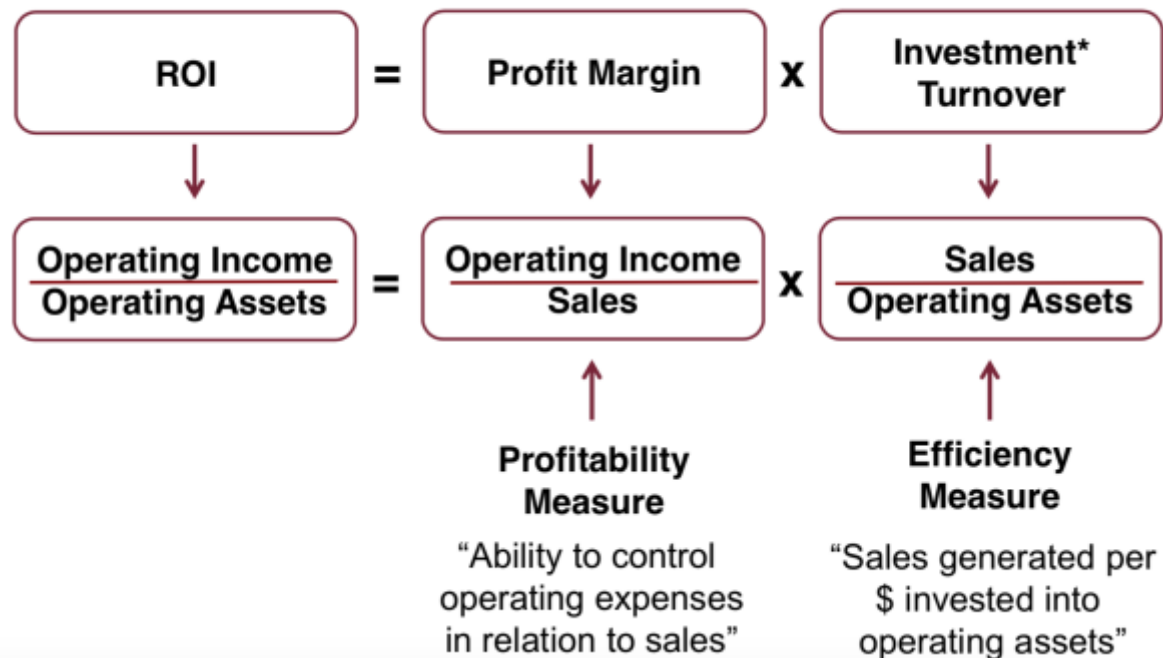 ROI
=
Profit Margin
x
Investment*
Turnover
Operating Income
Operating Assets
=
Operating Income
Sales
x
Sales
Operating Assets
Profitability
Measure
“Ability to control
operating expenses
in relation to sales”
Efficiency
Measure
“Sales generated per
$ invested into
operating assets”